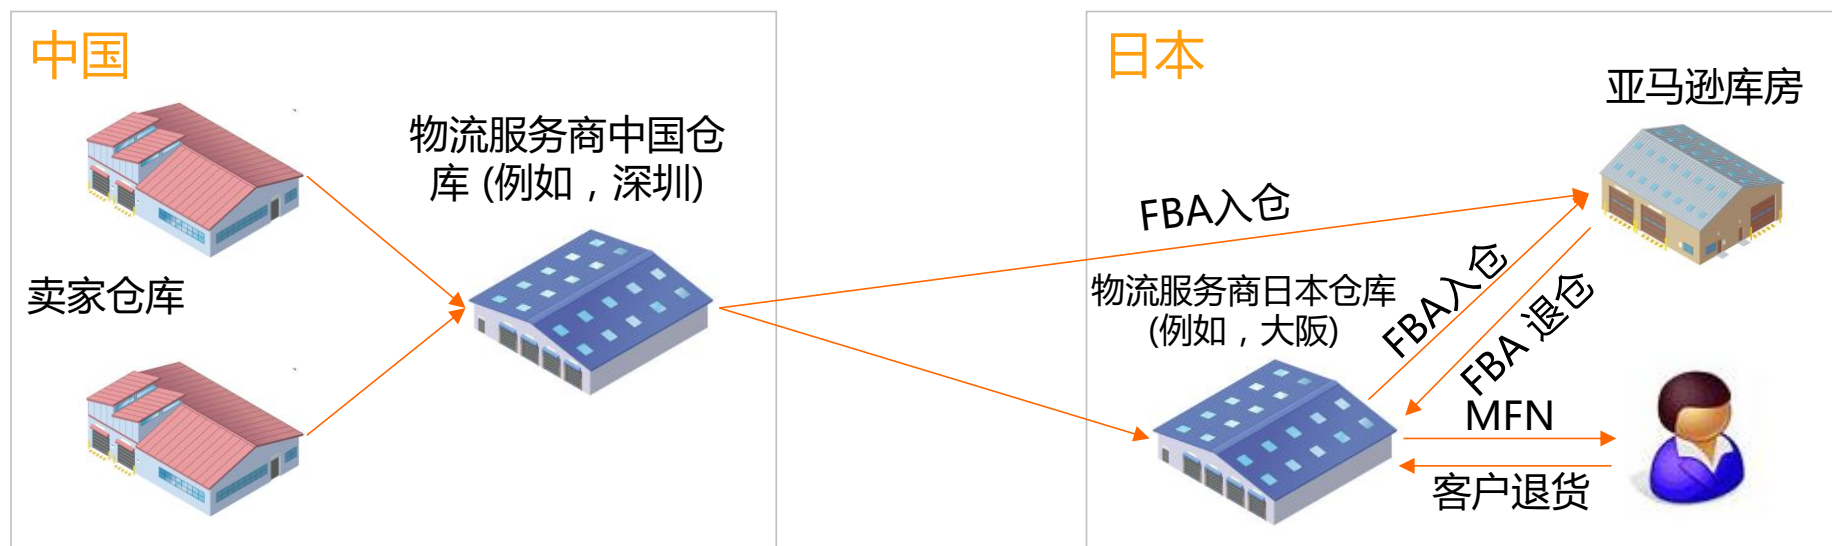 中国
日本
亚马逊库房
物流服务商中国仓
库 (例如，深圳)
FBA入仓
卖家仓库
物流服务商日本仓库
(例如，大阪)
FBA入仓
FBA 退仓
MFN
客户退货